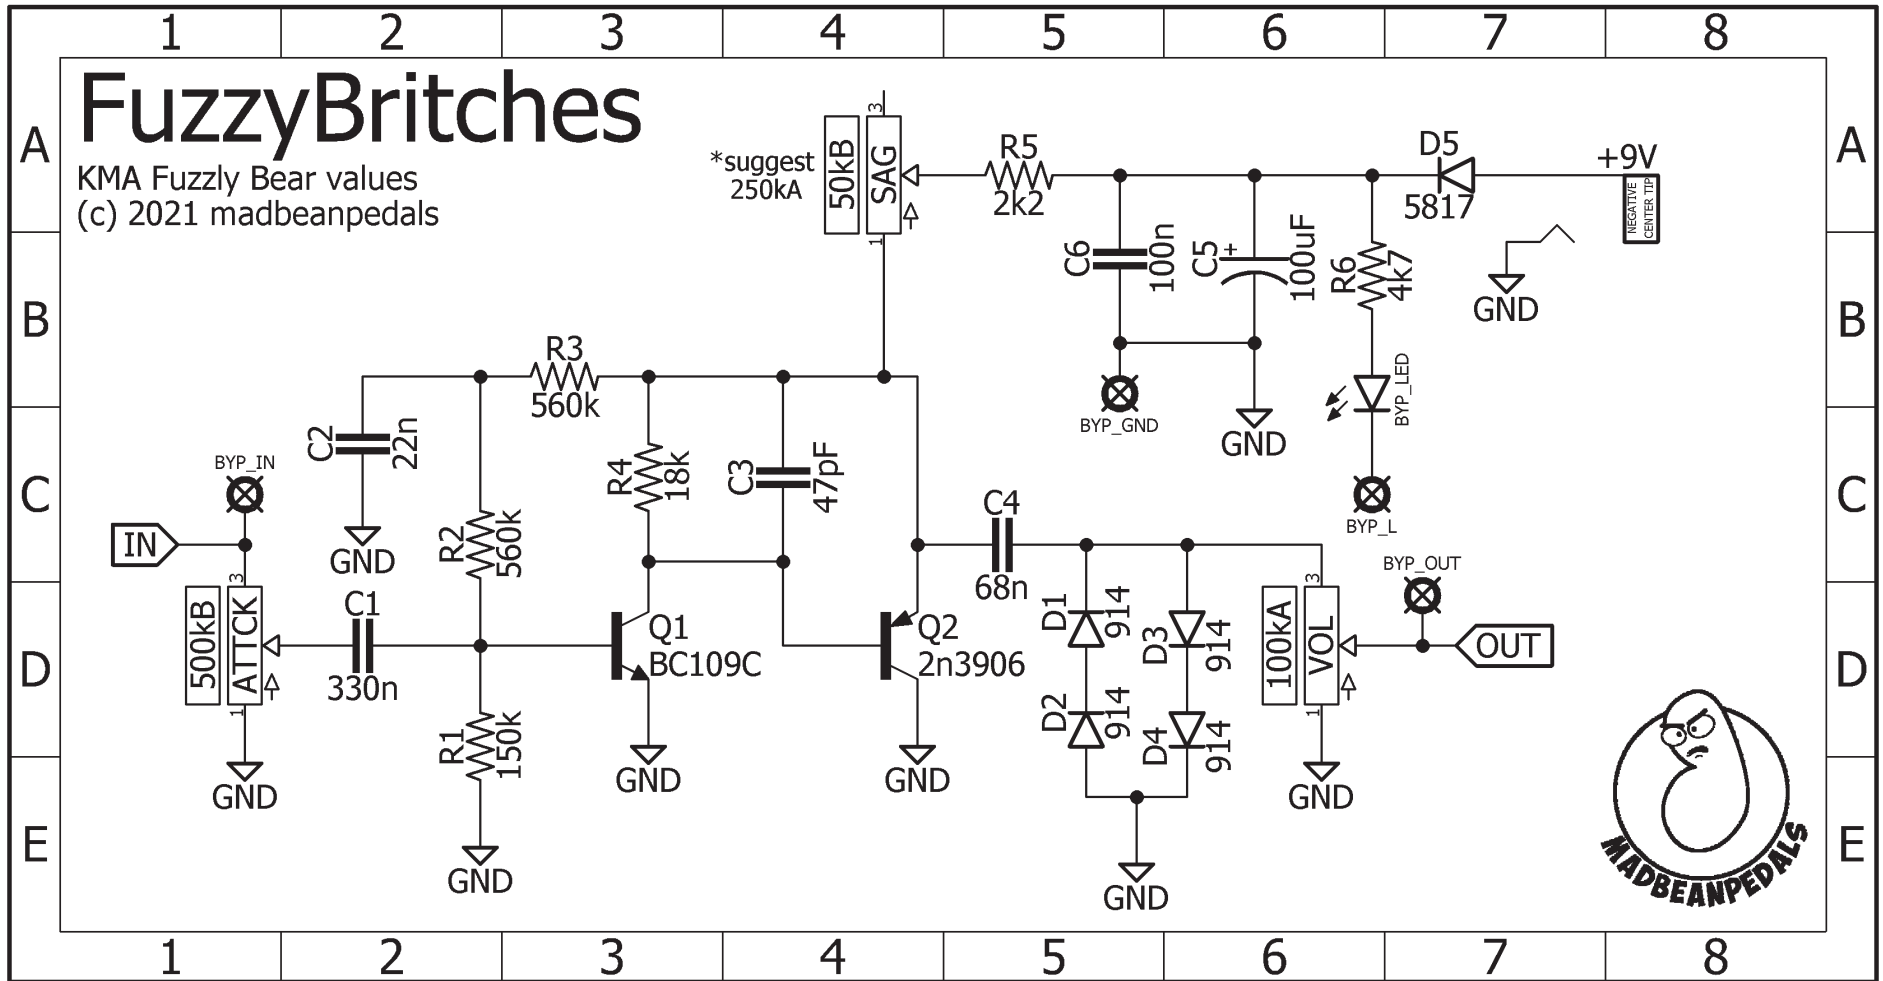 1 2 3 4 5 6 7 8
FuzzyBritches
KMA Fuzzly Bear values
(c) 2021 madbeanpedals
A
A
B
B
C
C
D
D
E
E
*suggest
250kA
50kB
SAG
3
1
R5
2k2
D5
5817
+9V
NEGATIVE
CENTER TIP
C6
100n
C5
+
100uF
R6
4k7
GND
BYP_GND
GND
BYP_LED
BYP_L
R3
560k
C2
22n
GND
R2
560k
R4
18k
C3
47pF
BYP_IN
IN
3
500kB
ATTCK
1
GND
C1
330n
R1
150k
GND
Q1
BC109C
GND
Q2
2n3906
GND
C4
68n
D1
914
D2
914
D3
914
D4
914
GND
3
100kA
VOL
1
GND
BYP_OUT
OUT
MADBEANPEDALS
1 2 3 4 5 6 7 8